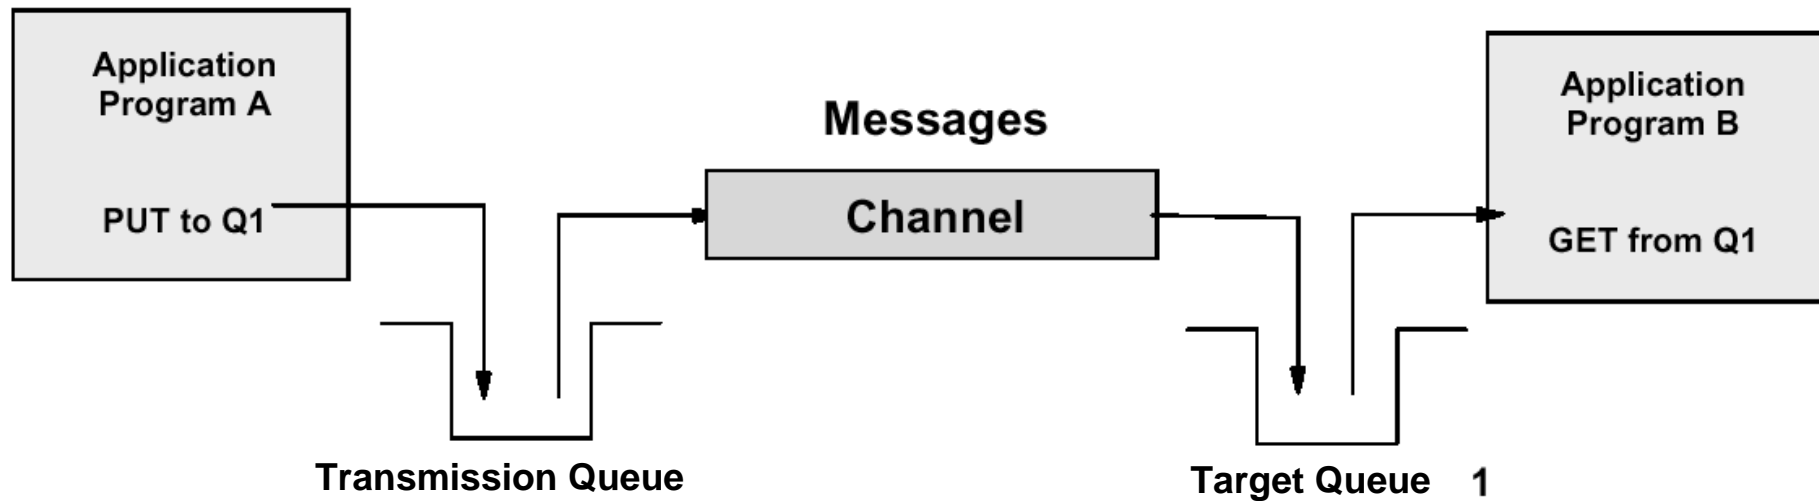 Application
Program A
PUT to Q1
Messages
Channel
Application
Program B
GET from Q1
Transmission Queue
Target Queue 1